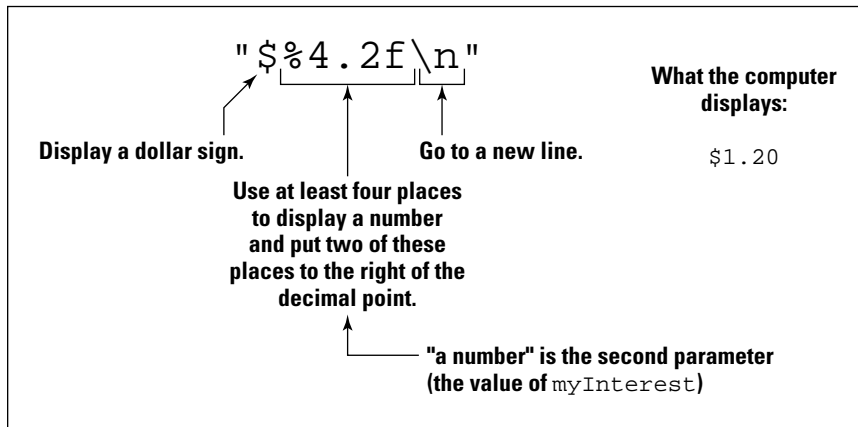 "$%4.2f\n"
Display a dollar sign.
Go to a new line.
Use at least four places
to display a number
and put two of these
places to the right of the
decimal point.
"a number" is the second parameter
(the value of myInterest)
What the computer
displays:
$1.20